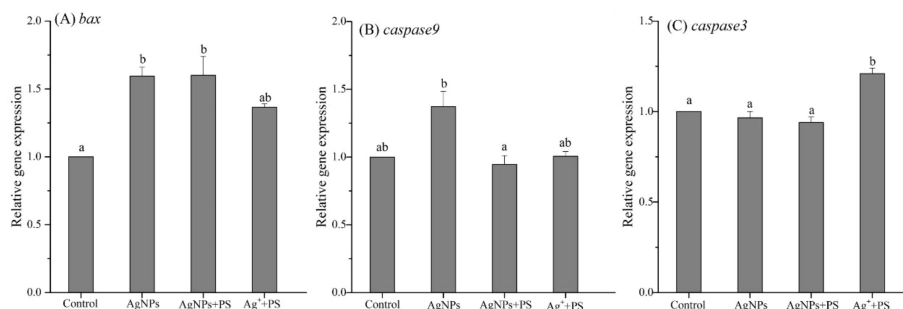 (A) bax
Relative gene expression
2.0
1.5
1.0
0.5
0.0
a
b
b
ab
Control
AgNPs
AgNPs+PS
Ag⁺+PS
(B) caspase9
Relative gene expression
2.0
1.5
1.0
0.5
0.0
ab
b
a
ab
Control
AgNPs
AgNPs+PS
Ag⁺+PS
(C) caspase3
Relative gene expression
1.5
1.0
0.5
0.0
a
a
a
b
Control
AgNPs
AgNPs+PS
Ag⁺+PS